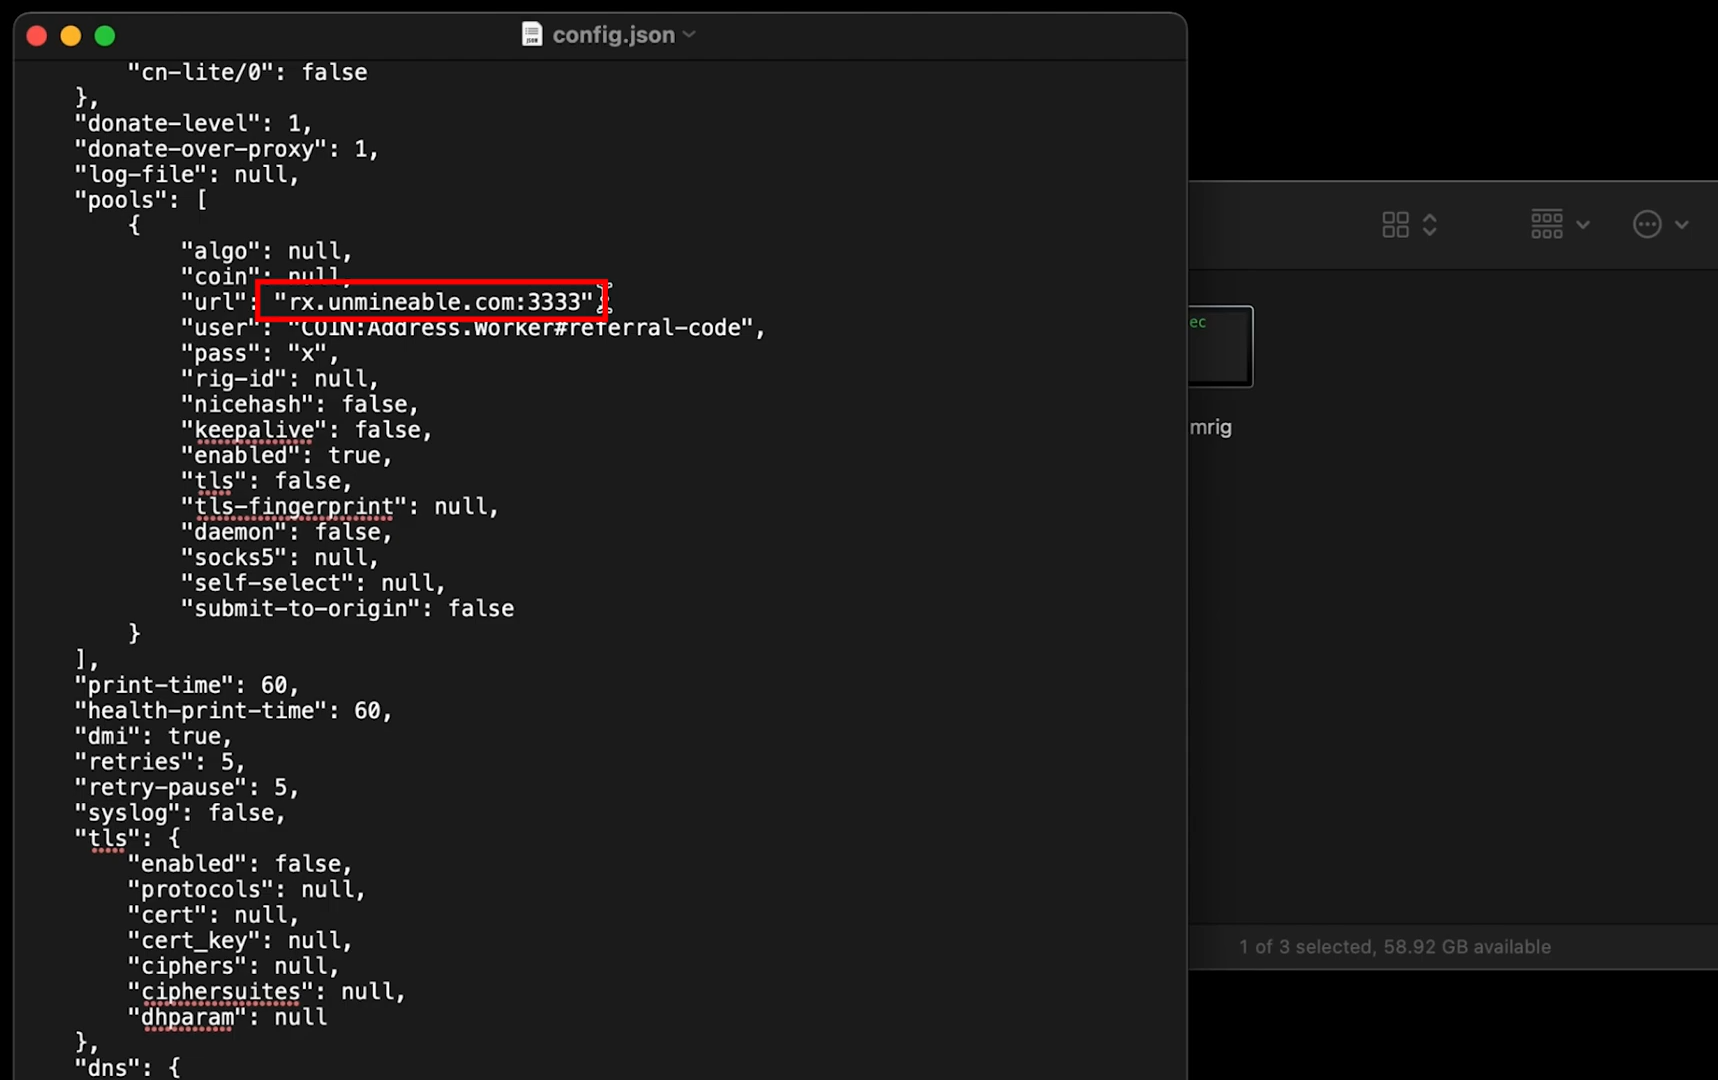 config.json
"cn-lite/0": false
},
"donate-level": 1,
"donate-over-proxy": 1,
"log-file": null,
"pools": [
{
"algo": null,
"coin": null,
"url": "rx.unmineable.com:3333",
"user": "COIN:Address.Worker#referral-code",
"pass": "x",
"rig-id": null,
"nicehash": false,
"keepalive": false,
"enabled": true,
"tls": false,
"tls-fingerprint": null,
"daemon": false,
"socks5": null,
"self-select": null,
"submit-to-origin": false
}
],
"print-time": 60,
"health-print-time": 60,
"dmi": true,
"retries": 5,
"retry-pause": 5,
"syslog": false,
"tls": {
"enabled": false,
"protocols": null,
"cert": null,
"cert_key": null,
"ciphers": null,
"ciphersuites": null,
"dhparam": null
},
"dns": {
ec
mrig
1 of 3 selected, 58.92 GB available